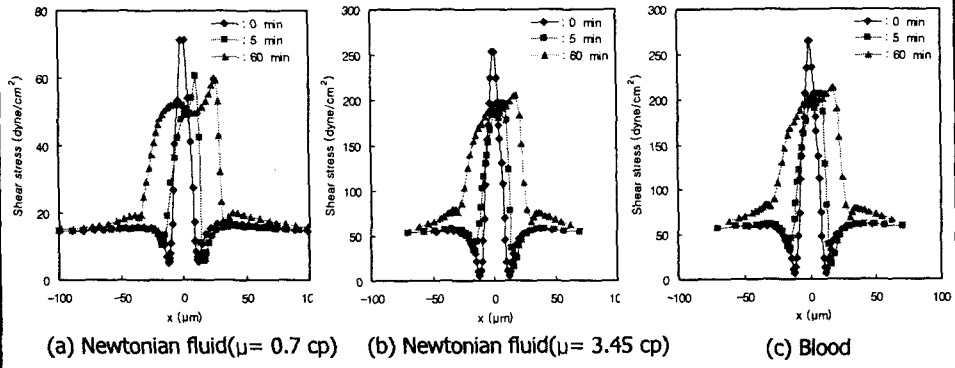 80
60
40
20
0
Shear stress (dyne/cm²)
-100 -50 0 50 10
x (μm)
: 0 min
: 5 min
: 60 min
(a) Newtonian fluid(μ= 0.7 cp)
300
250
200
150
100
50
0
Shear stress (dyne/cm²)
-100 -50 0 50 100
x (μm)
: 0 min
: 5 min
: 60 min
(b) Newtonian fluid(μ= 3.45 cp)
300
250
200
150
100
50
0
Shear stress (dyne/cm²)
-100 -50 0 50 100
x (μm)
: 0 min
: 5 min
: 60 min
(c) Blood